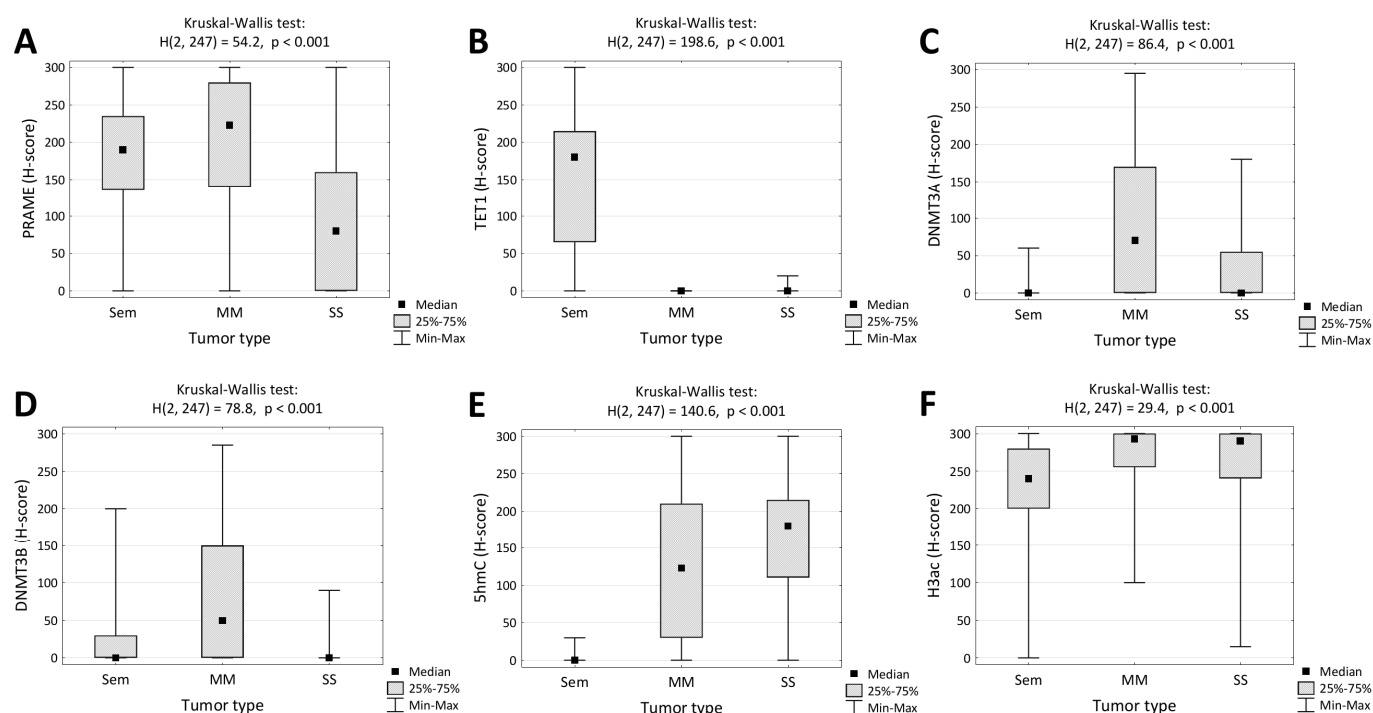 A
Kruskal-Wallis test:
H(2, 247) = 54.2, p < 0.001
PRAME (H-score)
300
250
200
150
100
50
0
Sem MM SS
Tumor type
Median
25%-75%
Min-Max
B
Kruskal-Wallis test:
H(2, 247) = 198.6, p < 0.001
TET1 (H-score)
300
250
200
150
100
50
0
Sem MM SS
Tumor type
Median
25%-75%
Min-Max
C
Kruskal-Wallis test:
H(2, 247) = 86.4, p < 0.001
DNMT3A (H-score)
300
250
200
150
100
50
0
Sem MM SS
Tumor type
Median
25%-75%
Min-Max
D
Kruskal-Wallis test:
H(2, 247) = 78.8, p < 0.001
DNMT3B (H-score)
300
250
200
150
100
50
0
Sem MM SS
Tumor type
Median
25%-75%
Min-Max
E
Kruskal-Wallis test:
H(2, 247) = 140.6, p < 0.001
5hmC (H-score)
300
250
200
150
100
50
0
Sem MM SS
Tumor type
Median
25%-75%
Min-Max
F
Kruskal-Wallis test:
H(2, 247) = 29.4, p < 0.001
H3ac (H-score)
300
250
200
150
100
50
0
Sem MM SS
Tumor type
Median
25%-75%
Min-Max